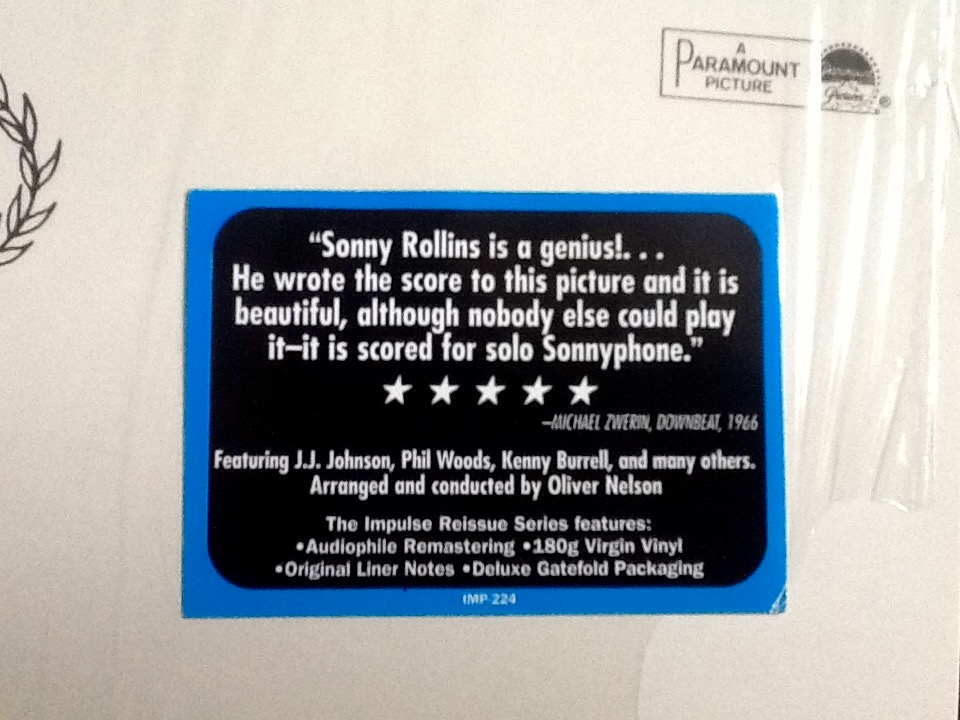 A
PARAMOUNT
PICTURE
Pictures
®
“Sonny Rollins is a genius!. . .
He wrote the score to this picture and it is
beautiful, although nobody else could play
it–it is scored for solo Sonnyphone.”
★ ★ ★ ★ ★
–MICHAEL ZWERIN, DOWNBEAT, 1966
Featuring J.J. Johnson, Phil Woods, Kenny Burrell, and many others.
Arranged and conducted by Oliver Nelson
The Impulse Reissue Series features:
•Audiophile Remastering •180g Virgin Vinyl
•Original Liner Notes •Deluxe Gatefold Packaging
IMP 224